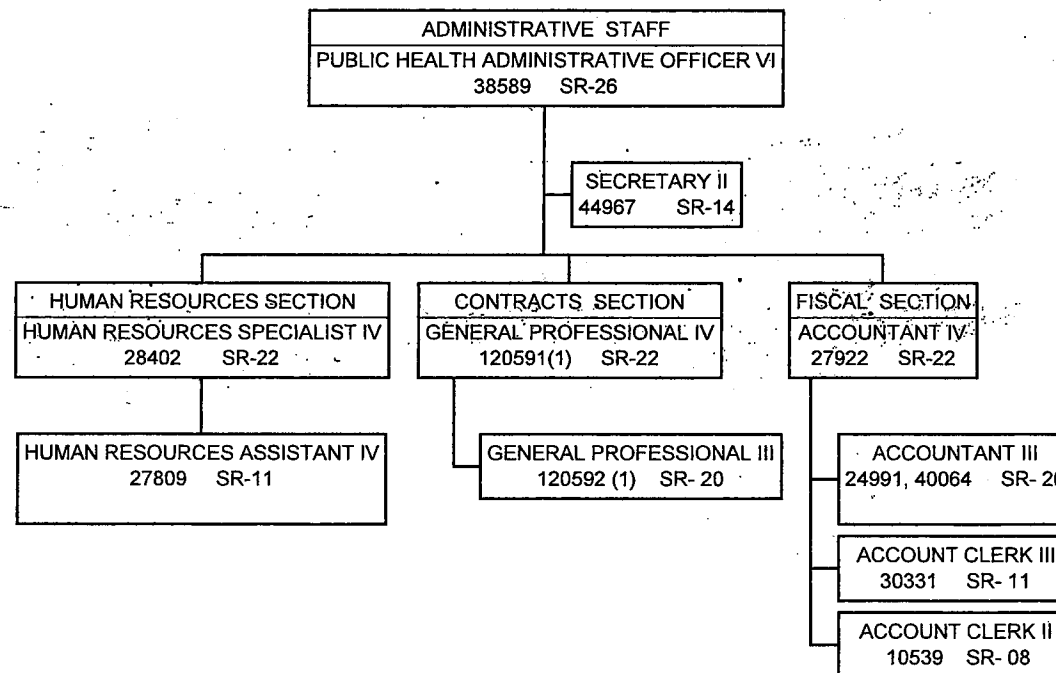 ADMINISTRATIVE STAFF
PUBLIC HEALTH ADMINISTRATIVE OFFICER VI
38589 SR-26
SECRETARY II
44967 SR-14
HUMAN RESOURCES SECTION
HUMAN RESOURCES SPECIALIST IV
28402 SR-22
HUMAN RESOURCES ASSISTANT IV
27809 SR-11
CONTRACTS SECTION
GENERAL PROFESSIONAL IV
120591(1) SR-22
GENERAL PROFESSIONAL III
120592 (1) SR- 20
FISCAL SECTION
ACCOUNTANT IV
27922 SR-22
ACCOUNTANT III
24991, 40064 SR- 20
ACCOUNT CLERK III
30331 SR- 11
ACCOUNT CLERK II
10539 SR- 08